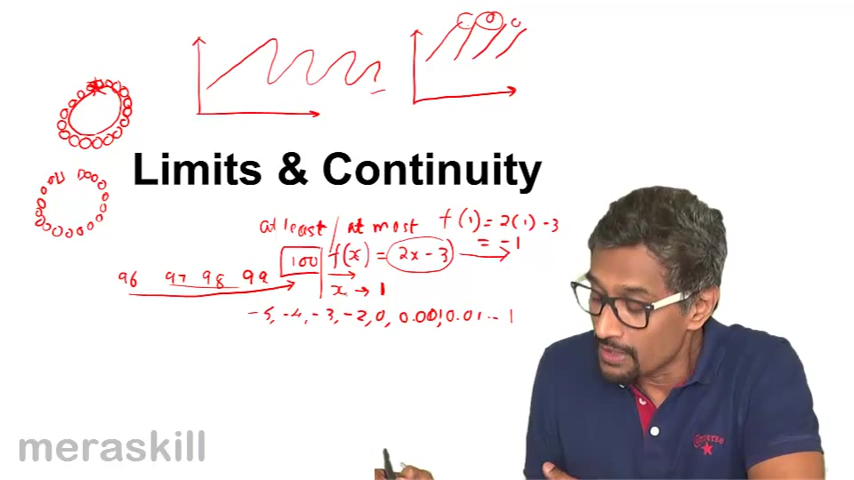 Limits & Continuity
at least / at most f(1) = 2(1) - 3
= -1
100 f(x) = 2x - 3
96 97 98 99
x → 1
-5, -4, -3, -2, 0, 0.001, 0.01 .. 1
Converse
meraskill